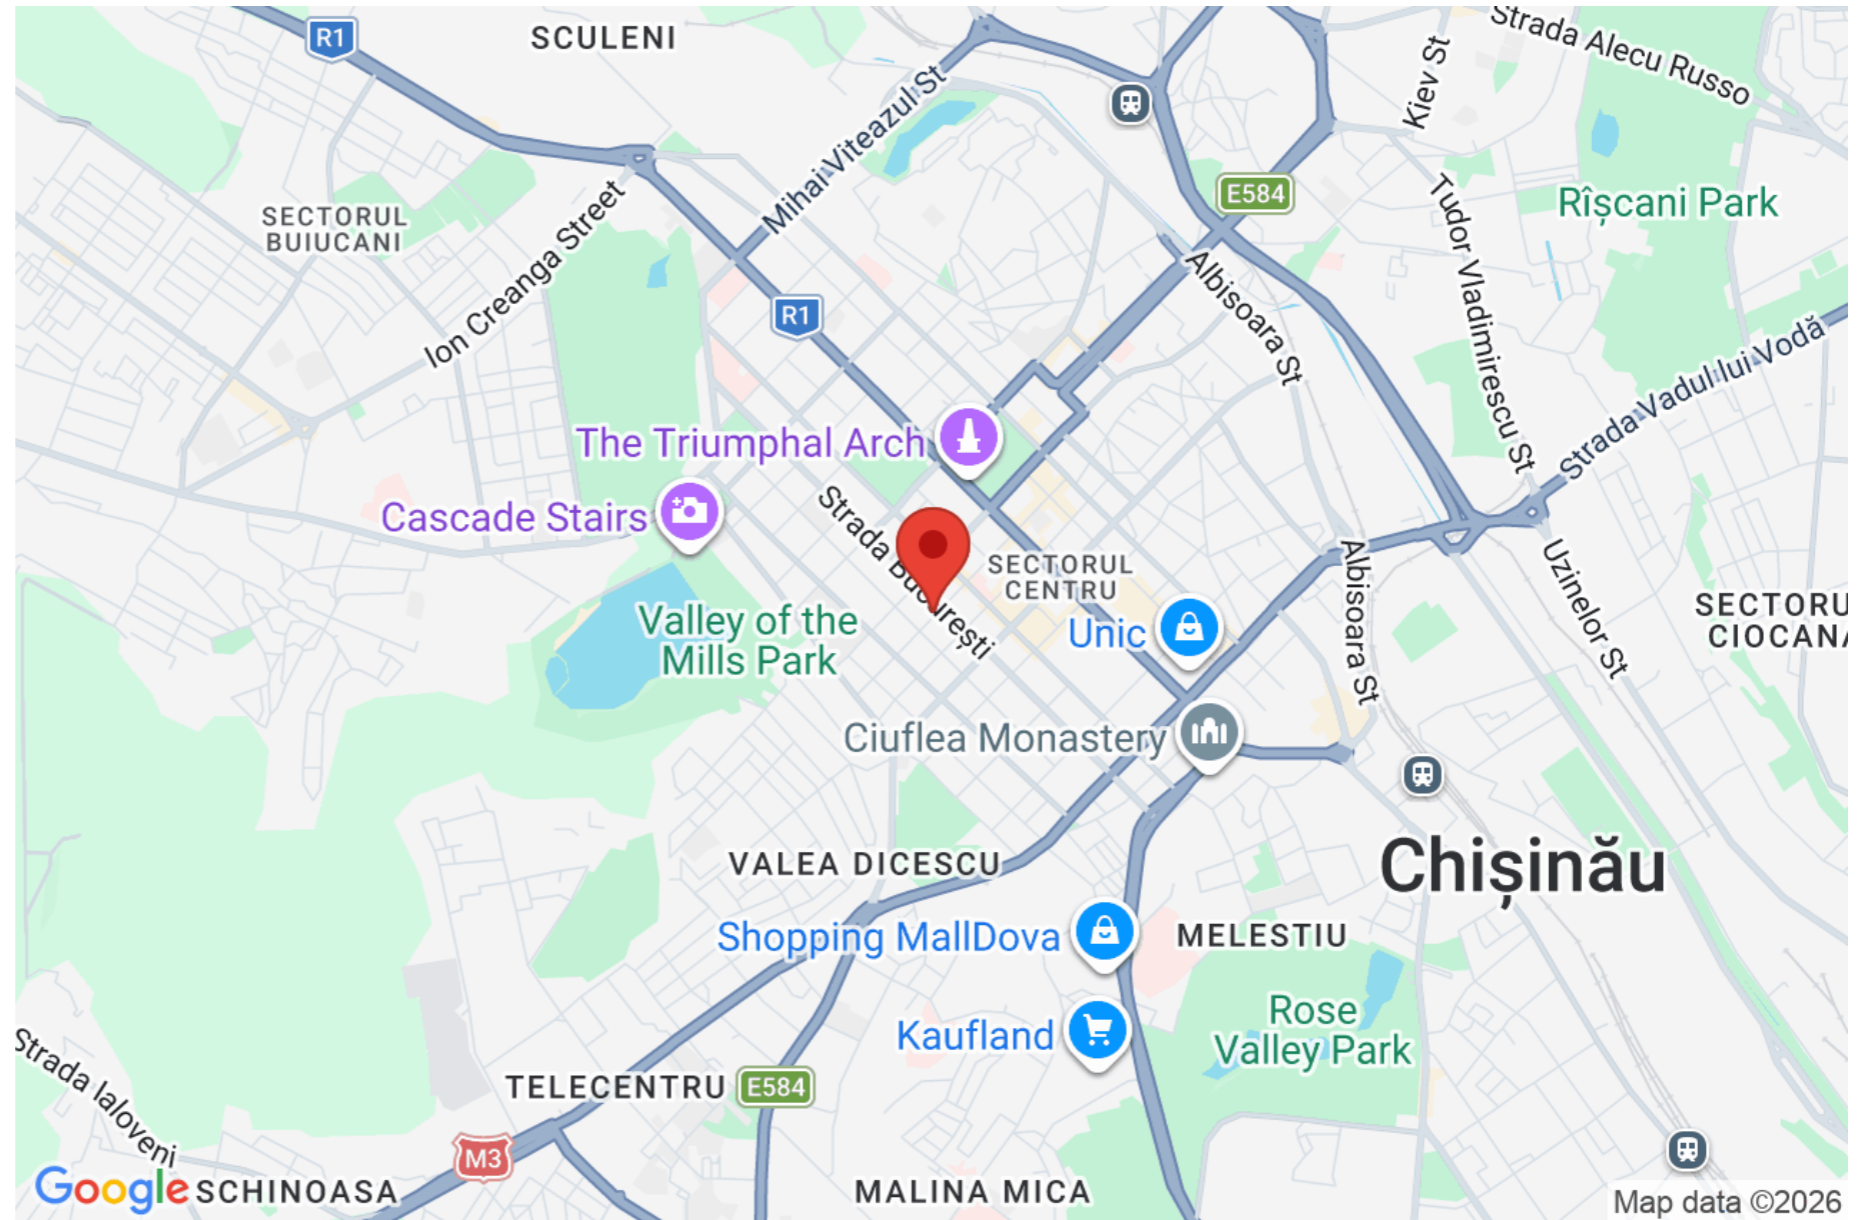 R1
SCULENI
Strada Alecu Russo
Kiev St
Mihai Viteazul St
E584
Rîșcani Park
SECTORUL
BUIUCANI
Ion Creanga Street
Tudor Vladimirescu St
Albisoara St
R1
Strada Vadul lui Vodă
The Triumphal Arch
Cascade Stairs
Strada București
SECTORUL
CENTRU
Albisoara St
Uzinelor St
SECTORU
CIOCANA
Valley of the
Mills Park
Unic
Ciuflea Monastery
Chișinău
VALEA DICESCU
Shopping MallDova
MELESTIU
Rose
Valley Park
Kaufland
Strada Ialoveni
TELECENTRU
E584
M3
Google
SCHINOASA
MALINA MICA
Map data ©2026